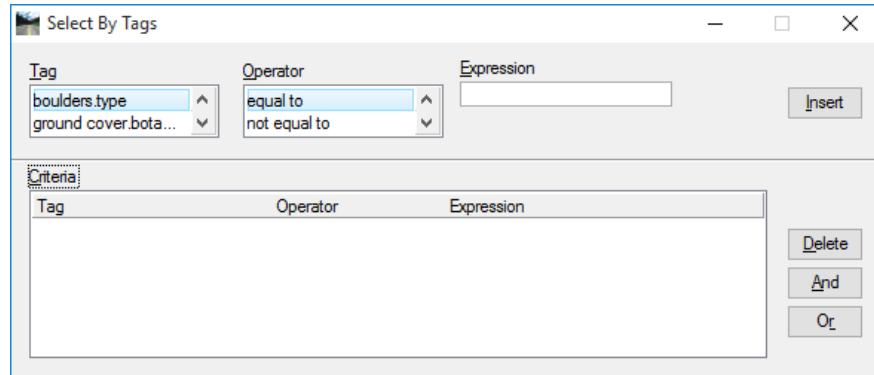 Select By Tags
Tag Operator Expression
boulders.type equal to
ground cover.bota... not equal to
Insert
Criteria
Tag Operator Expression
Delete
And
Or